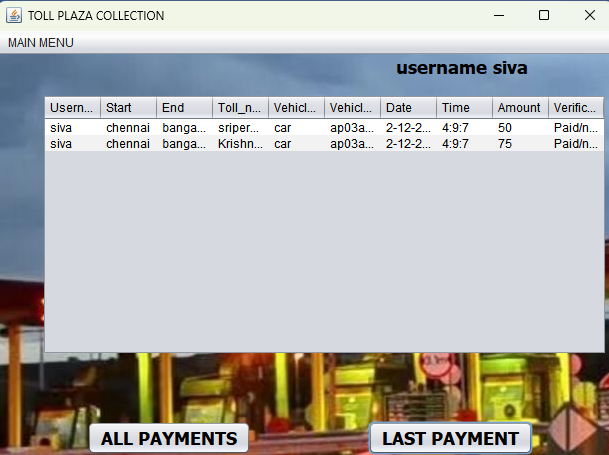 TOLL PLAZA COLLECTION
MAIN MENU
username siva
Usern... Start End Toll_n... Vehicl... Vehicl... Date Time Amount Verific...
siva chennai banga... sriper... car ap03a... 2-12-2... 4:9:7 50 Paid/n...
siva chennai banga... Krishn... car ap03a... 2-12-2... 4:9:7 75 Paid/n...
ALL PAYMENTS LAST PAYMENT